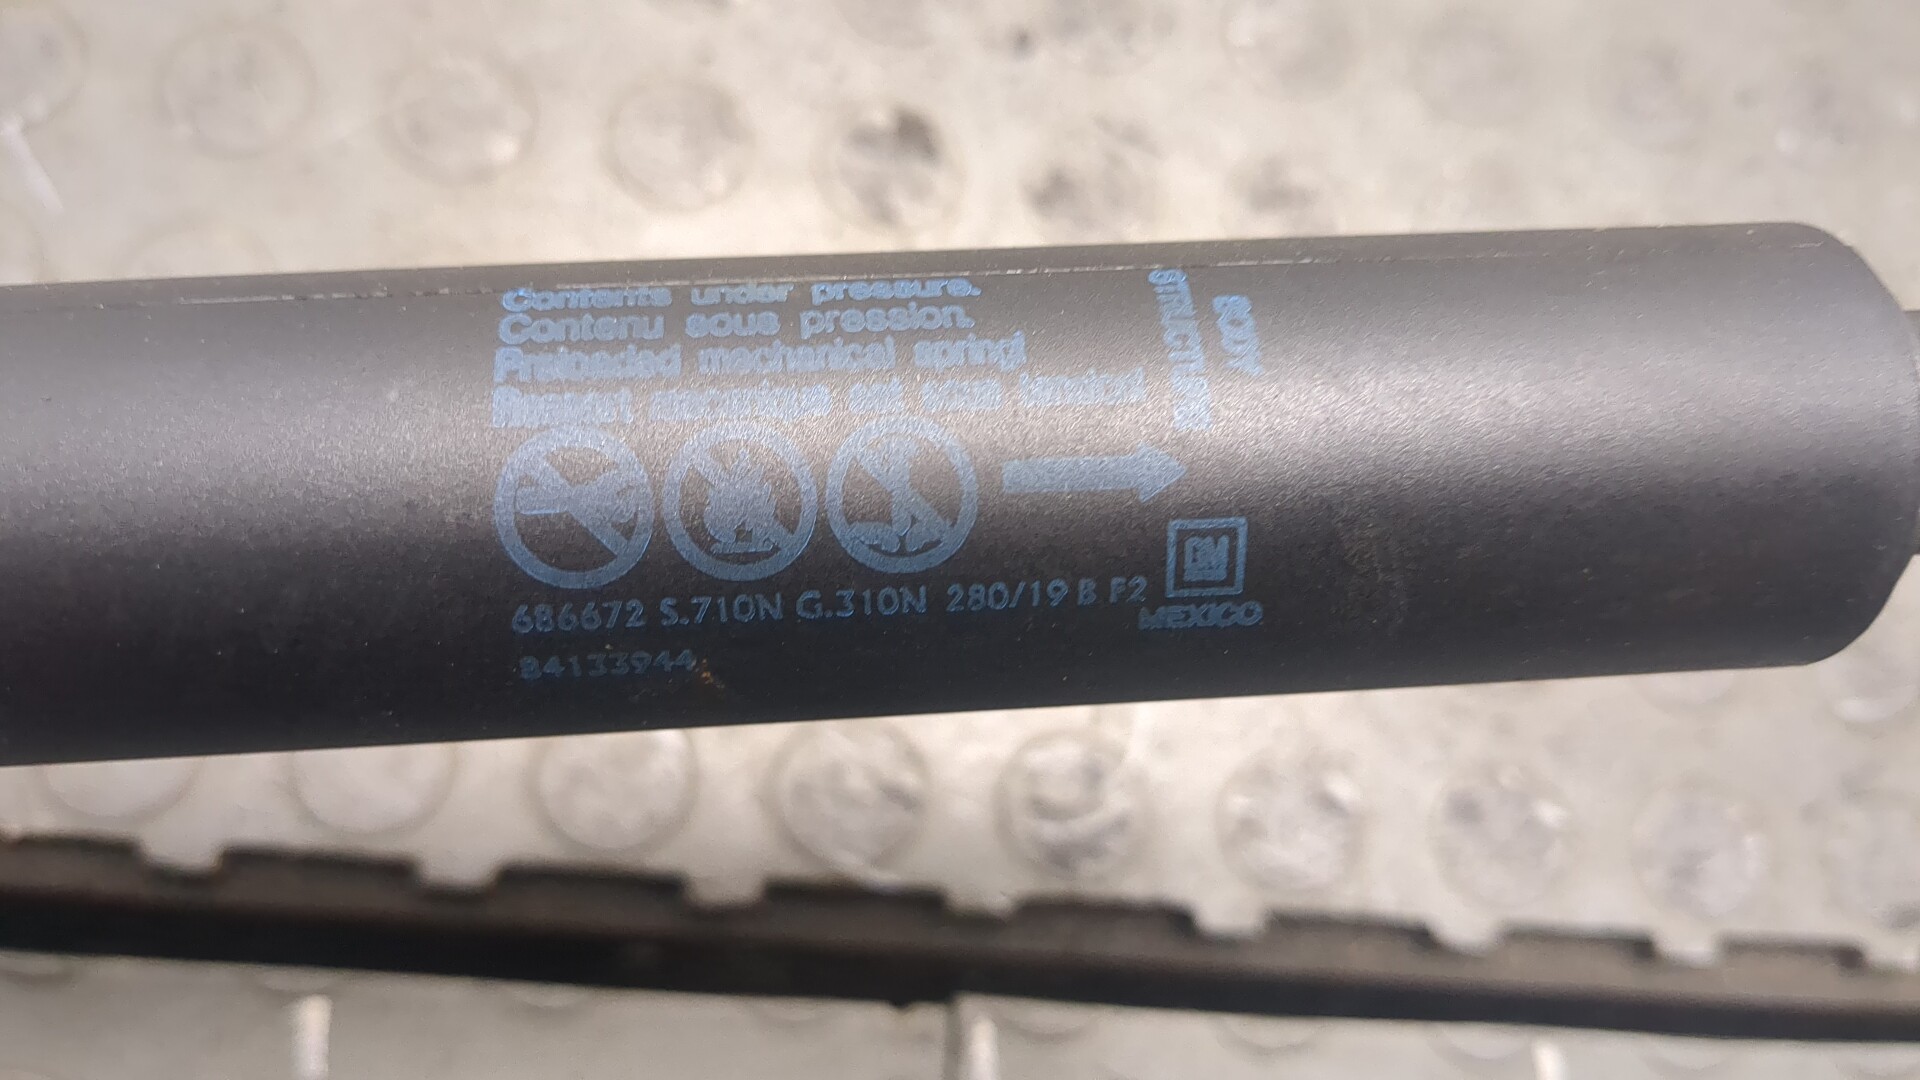 Contents under pressure.
Contenu sous pression.
Preloaded mechanical spring!
BODY
STRUCTURE
GM
686672 S.710N G.310N 280/19 B F2
MEXICO
84133944